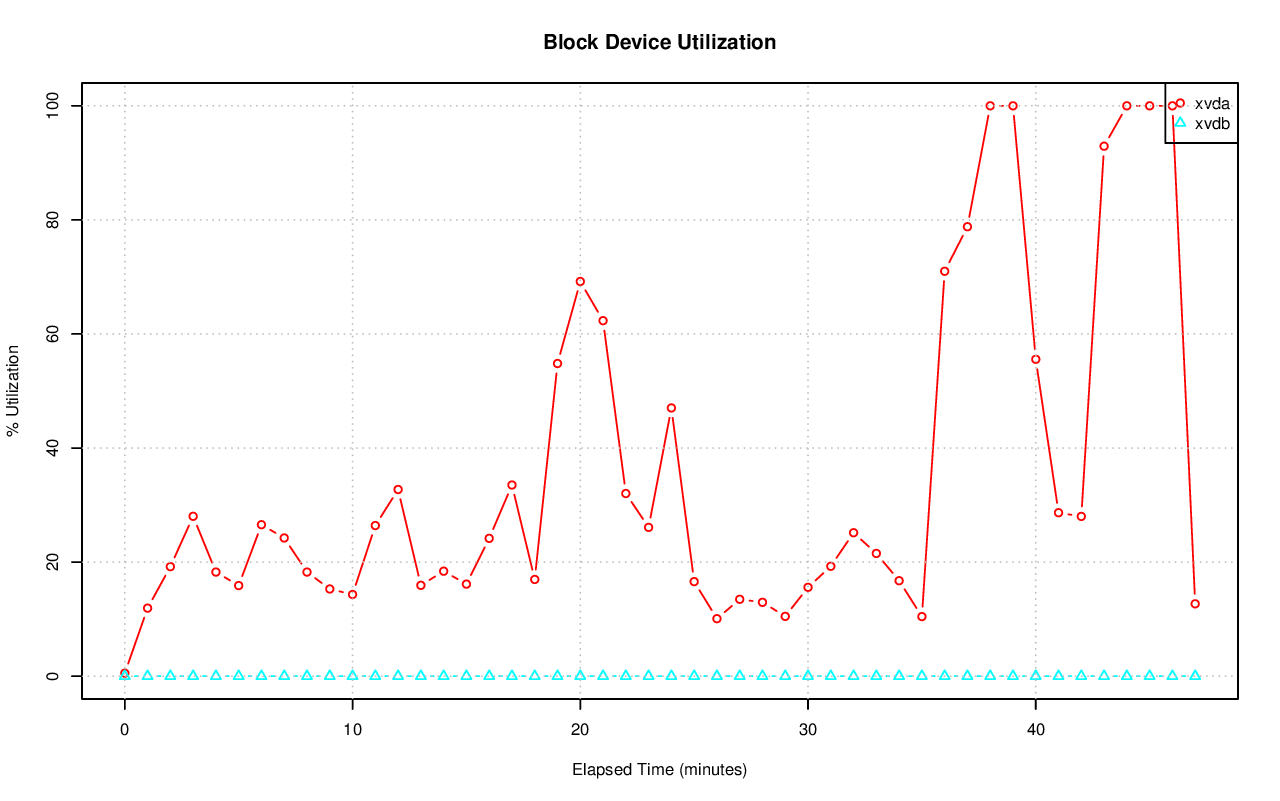 Block Device Utilization
xvda
xvdb
% Utilization
100
80
60
40
20
0
0 10 20 30 40
Elapsed Time (minutes)